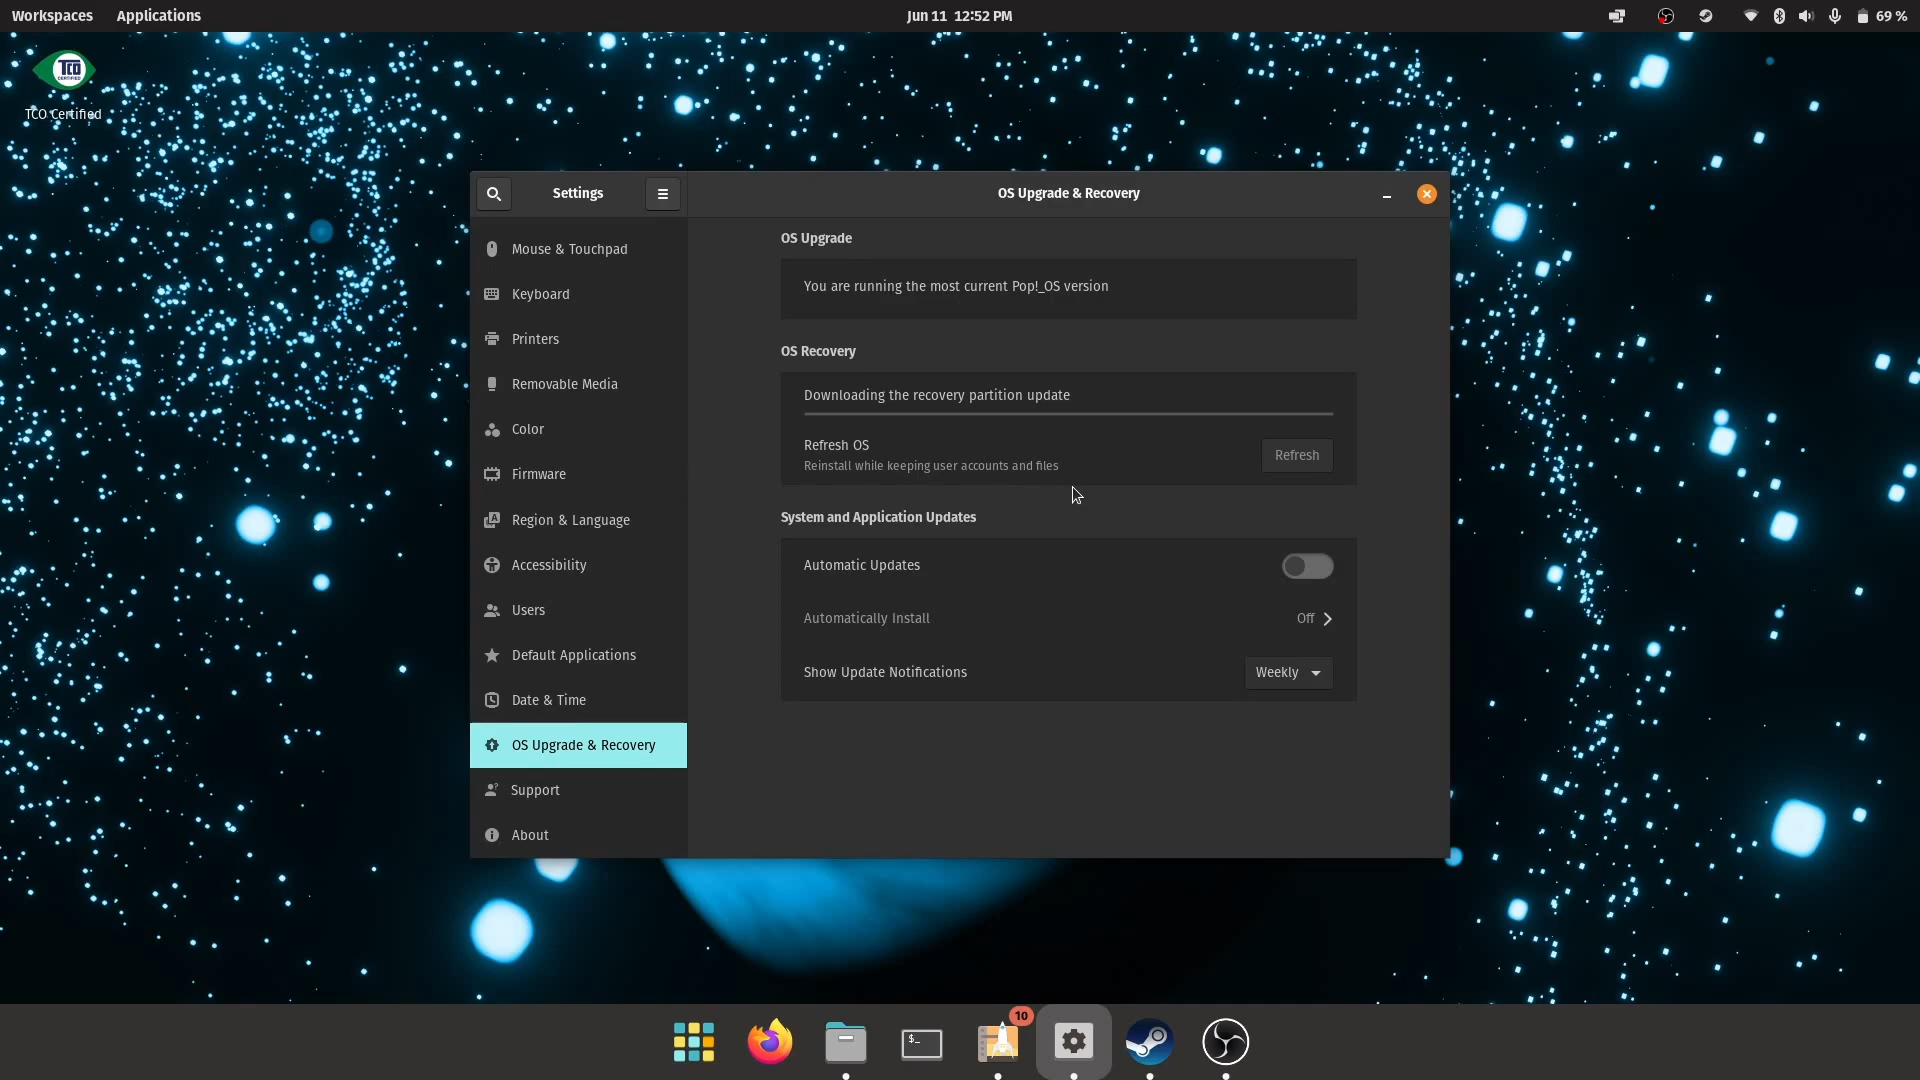 Workspaces Applications Jun 11 12:52 PM 69 %
TCO
CERTIFIED
TCO Certified
Settings OS Upgrade & Recovery
Mouse & Touchpad
Keyboard
Printers
Removable Media
Color
Firmware
Region & Language
Accessibility
Users
Default Applications
Date & Time
OS Upgrade & Recovery
Support
About
OS Upgrade
You are running the most current Pop!_OS version
OS Recovery
Downloading the recovery partition update
Refresh OS
Reinstall while keeping user accounts and files
Refresh
System and Application Updates
Automatic Updates
Automatically Install Off
Show Update Notifications Weekly
10
$_